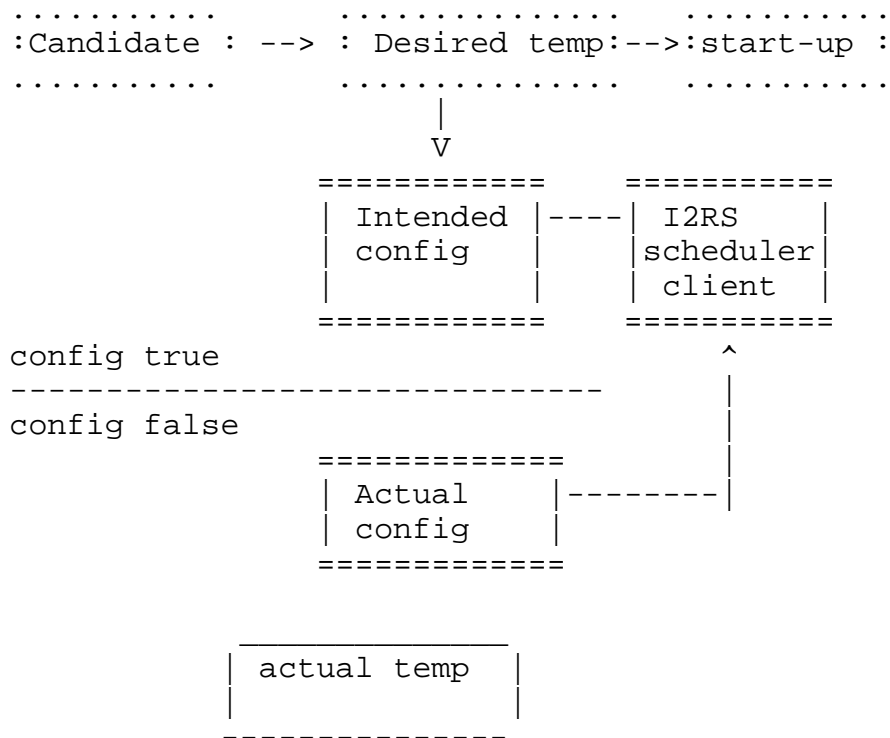 Candidate --> Desired temp --> start-up
Intended I2RS
config scheduler
client
config true
config false
Actual
config
actual temp